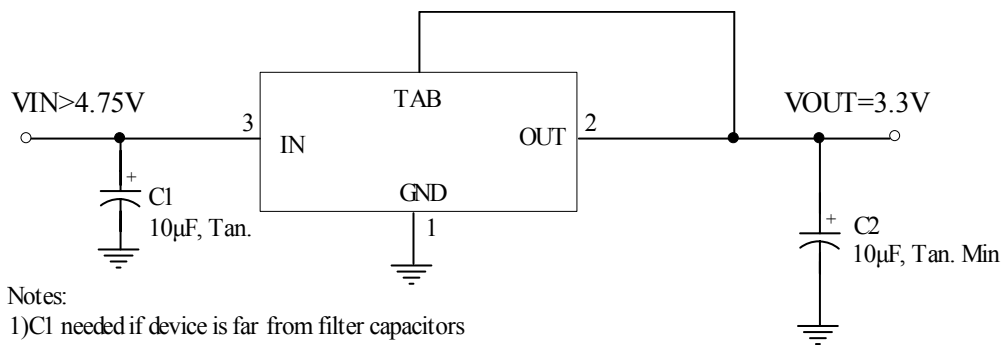 TAB
VIN>4.75V
VOUT=3.3V
3
IN
OUT
2
+
C1
10µF, Tan.
GND
1
+
C2
10µF, Tan. Min
Notes:
1)C1 needed if device is far from filter capacitors